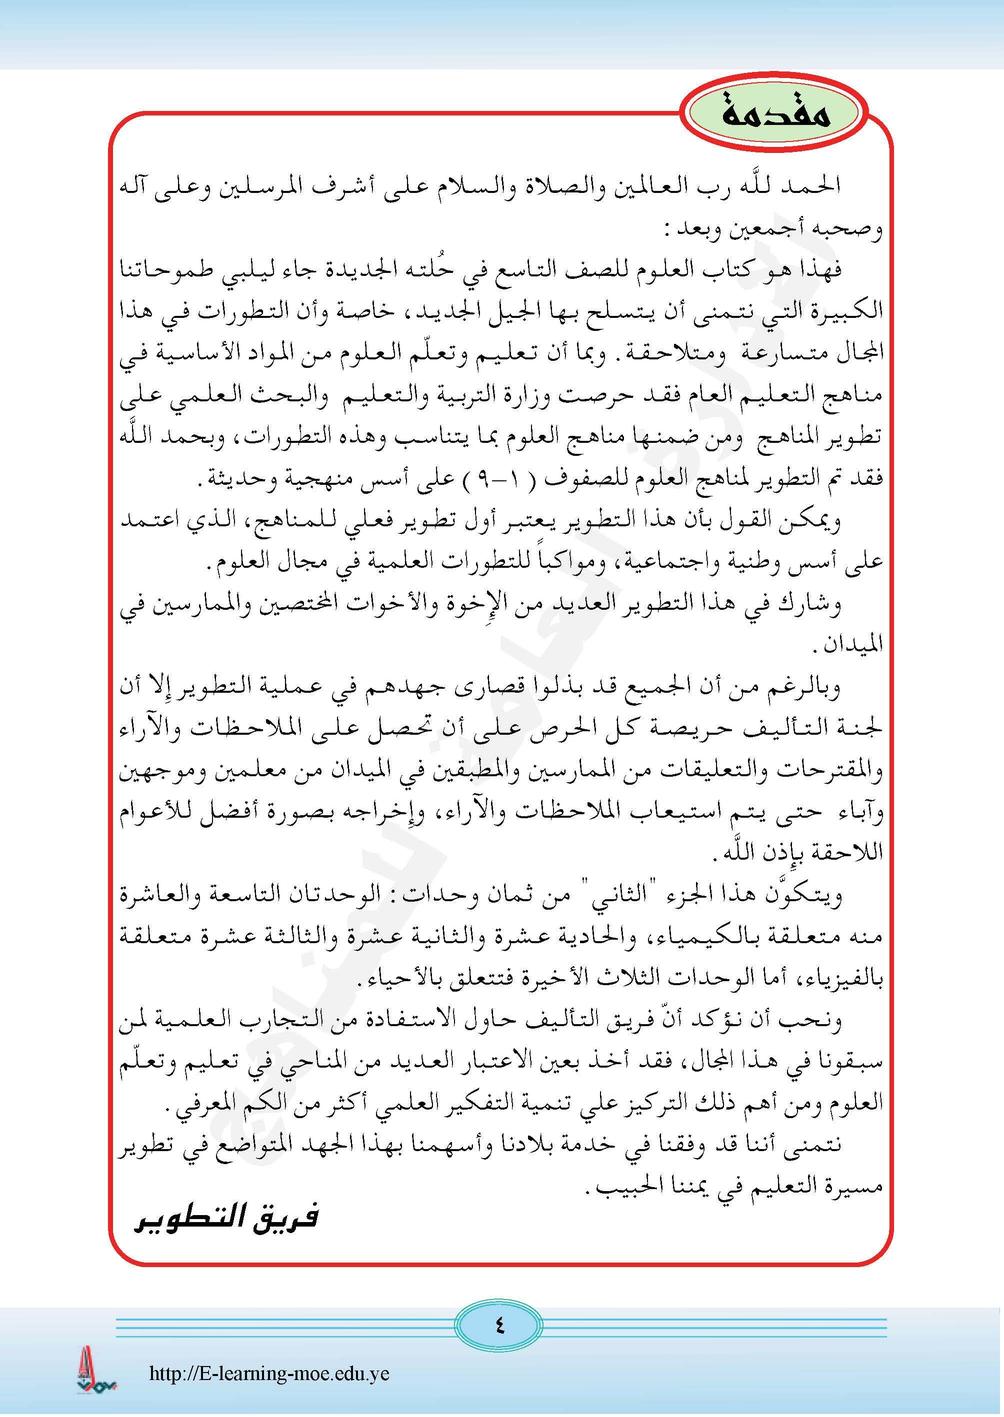 مقدمة
الحمد للَّه رب العالمين والصلاة والسلام على أشرف المرسلين وعلى آله
وصحبه أجمعين وبعد :
فهذا هو كتاب العلوم للصف التاسع في حُلته الجديدة جاء ليلبي طموحاتنا
الكبيرة التي نتمنى أن يتسلح بها الجيل الجديد، خاصة وأن التطورات في هذا
المجال متسارعة ومتلاحقة. وبما أن تعليم وتعلّم العلوم من المواد الأساسية في
مناهج التعليم العام فقد حرصت وزارة التربية والتعليم والبحث العلمي على
تطوير المناهج ومن ضمنها مناهج العلوم بما يتناسب وهذه التطورات، وبحمد اللَّه
فقد تم التطوير لمناهج العلوم للصفوف ( ١-٩ ) على أسس منهجية وحديثة.
ويمكن القول بأن هذا التطوير يعتبر أول تطوير فعلي للمناهج، الذي اعتمد
على أسس وطنية واجتماعية، ومواكباً للتطورات العلمية في مجال العلوم.
وشارك في هذا التطوير العديد من الإِخوة والأخوات المختصين والممارسين في
الميدان.
وبالرغم من أن الجميع قد بذلوا قصارى جهدهم في عملية التطوير إلا أن
لجنة التأليف حريصة كل الحرص على أن تحصل على الملاحظات والآراء
والمقترحات والتعليقات من الممارسين والمطبقين في الميدان من معلمين وموجهين
وآباء حتى يتم استيعاب الملاحظات والآراء، وإخراجه بصورة أفضل للأعوام
اللاحقة بإذن اللَّه.
ويتكوَّن هذا الجزء "الثاني" من ثمان وحدات : الوحدتان التاسعة والعاشرة
منه متعلقة بالكيمياء، والحادية عشرة والثانية عشرة والثالثة عشرة متعلقة
بالفيزياء، أما الوحدات الثلاث الأخيرة فتتعلق بالأحياء.
ونحب أن نؤكد أنّ فريق التأليف حاول الاستفادة من التجارب العلمية لمن
سبقونا في هذا المجال، فقد أخذ بعين الاعتبار العديد من المناحي في تعليم وتعلّم
العلوم ومن أهم ذلك التركيز علي تنمية التفكير العلمي أكثر من الكم المعرفي.
نتمنى أننا قد وفقنا في خدمة بلادنا وأسهمنا بهذا الجهد المتواضع في تطوير
مسيرة التعليم في يمننا الحبيب.
فريق التطوير
الإدارة العامة للمناهج
٤
http://E-learning-moe.edu.ye